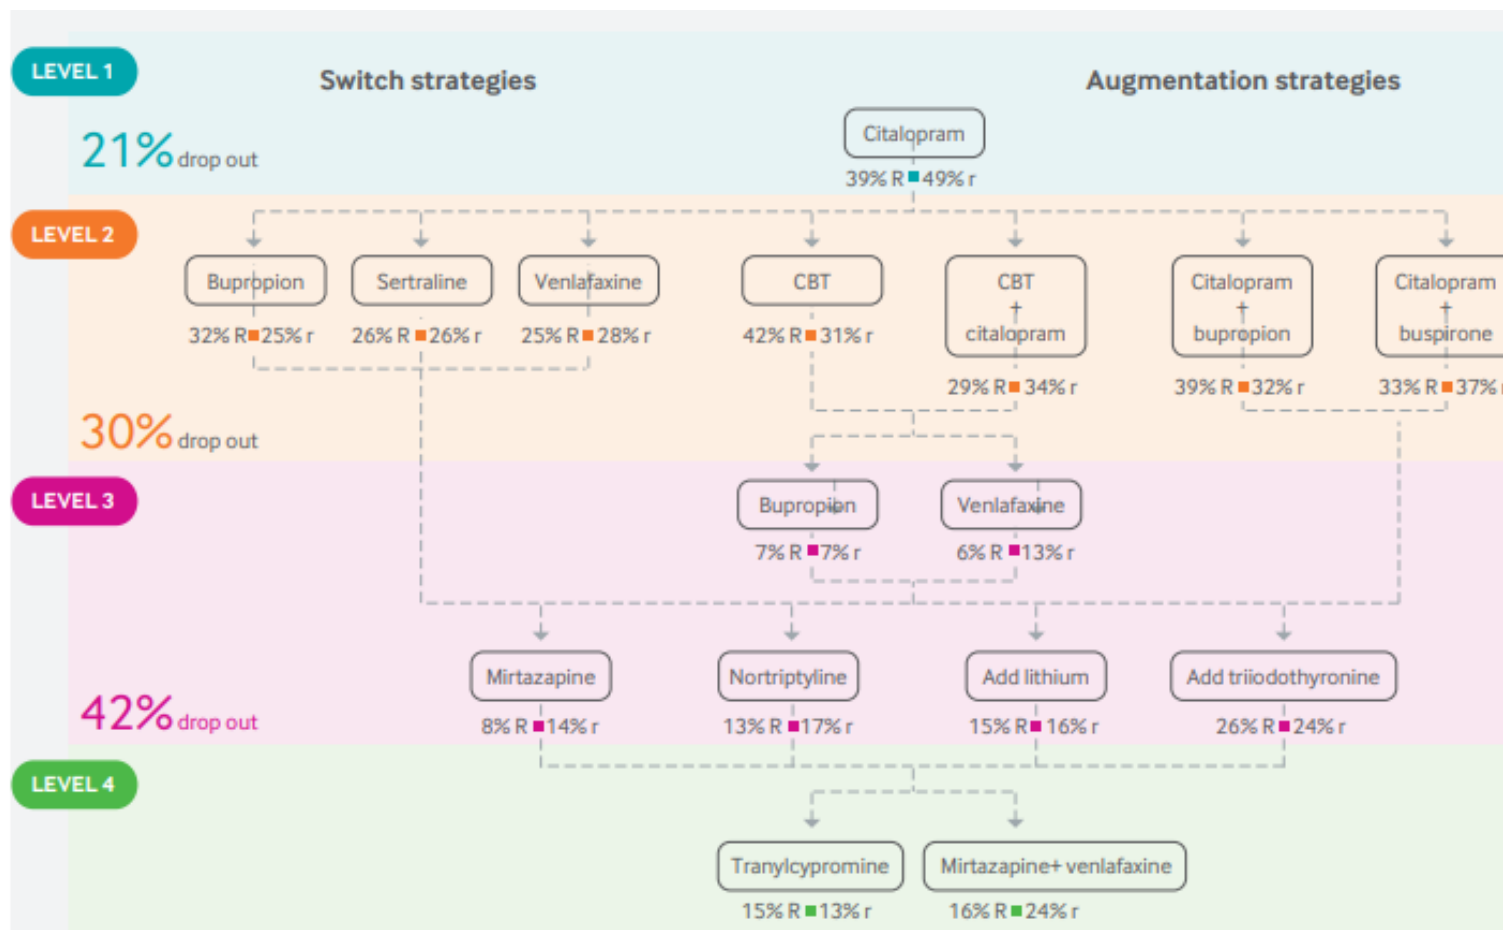 LEVEL 1
Switch strategies
Augmentation strategies
21% drop out
Citalopram
39% R 49% r
LEVEL 2
Bupropion
Sertraline
Venlafaxine
CBT
CBT
+
citalopram
Citalopram
+
bupropion
Citalopram
+
buspirone
32% R 25% r
26% R 26% r
25% R 28% r
42% R 31% r
29% R 34% r
39% R 32% r
33% R 37% r
30% drop out
LEVEL 3
Bupropion
Venlafaxine
7% R 7% r
6% R 13% r
Mirtazapine
Nortriptyline
Add lithium
Add triiodothyronine
42% drop out
8% R 14% r
13% R 17% r
15% R 16% r
26% R 24% r
LEVEL 4
Tranylcypromine
Mirtazapine+ venlafaxine
15% R 13% r
16% R 24% r